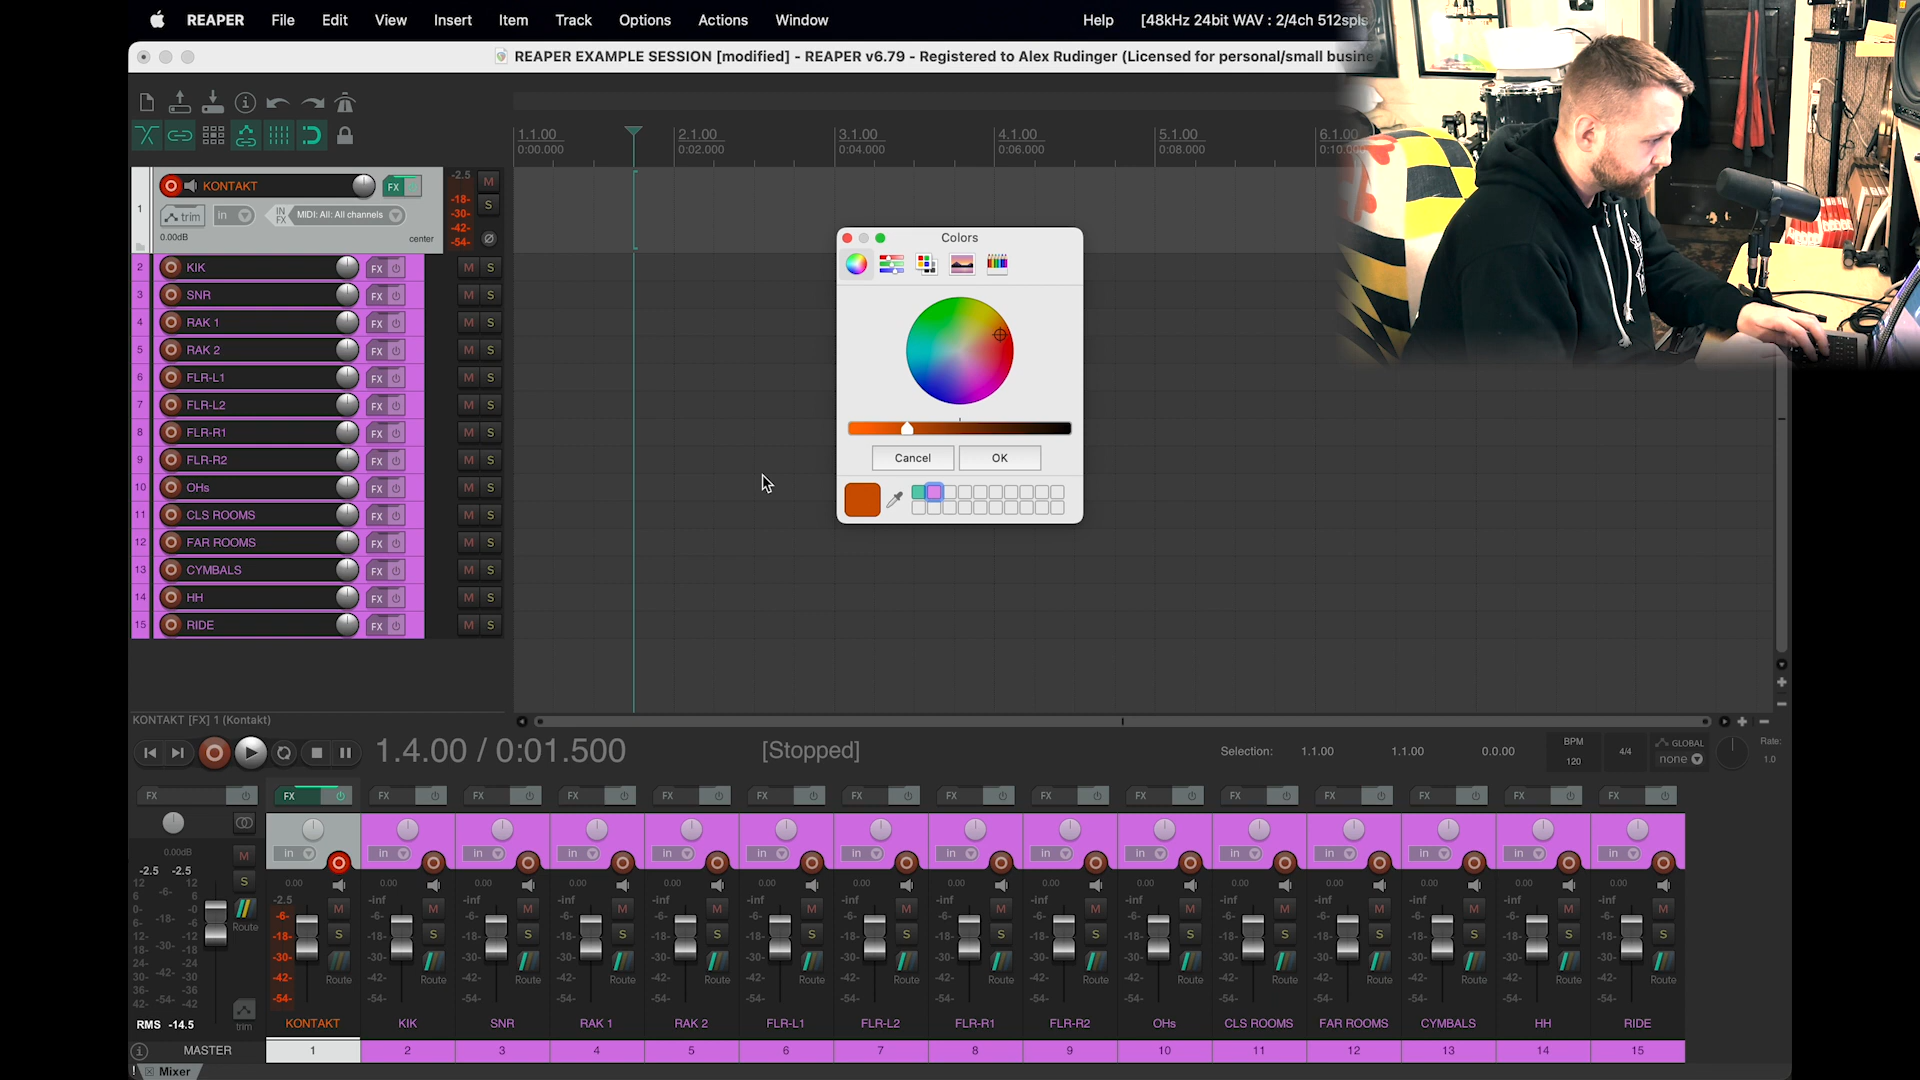 REAPER File Edit View Insert Item Track Options Actions Window Help [48kHz 24bit WAV : 2/4ch 512spls
REAPER EXAMPLE SESSION [modified] - REAPER v6.79 - Registered to Alex Rudinger (Licensed for personal/small busine
1.1.00 2.1.00 3.1.00 4.1.00 5.1.00 6.1.00
0:00.000 0:02.000 0:04.000 0:06.000 0:08.000 0:10.
1 KONTAKT FX -2.5 M
-18- S
trim in IN FX MIDI: All: All channels -30-
-42-
0.00dB center -54-
2 KIK FX M S
3 SNR FX M S
4 RAK 1 FX M S
5 RAK 2 FX M S
6 FLR-L1 FX M S
7 FLR-L2 FX M S
8 FLR-R1 FX M S
9 FLR-R2 FX M S
10 OHs FX M S
11 CLS ROOMS FX M S
12 FAR ROOMS FX M S
13 CYMBALS FX M S
14 HH FX M S
15 RIDE FX M S
Colors
Cancel OK
KONTAKT [FX] 1 (Kontakt)
1.4.00 / 0:01.500 [Stopped] Selection: 1.1.00 1.1.00 0.0.00 BPM 120 4/4 GLOBAL none Rate: 1.0
FX FX FX FX FX FX FX FX FX FX FX FX FX FX FX FX
in in in in in in in in in in in in in in in
0.00dB
-2.5 -2.5 M S Route
0.00 0.00 0.00 0.00 0.00 0.00 0.00 0.00 0.00 0.00 0.00 0.00 0.00 0.00 0.00
-2.5 -inf -inf -inf -inf -inf -inf -inf -inf -inf -inf -inf -inf -inf -inf
-6- -6- -6- -6- -6- -6- -6- -6- -6- -6- -6- -6- -6- -6- -6-
M M M M M M M M M M M M M M M
-18- -18- -18- -18- -18- -18- -18- -18- -18- -18- -18- -18- -18- -18- -18-
S S S S S S S S S S S S S S S
-30- -30- -30- -30- -30- -30- -30- -30- -30- -30- -30- -30- -30- -30- -30-
-42- -42- -42- -42- -42- -42- -42- -42- -42- -42- -42- -42- -42- -42- -42-
Route Route Route Route Route Route Route Route Route Route Route Route Route Route Route
-54- -54- -54- -54- -54- -54- -54- -54- -54- -54- -54- -54- -54- -54- -54-
RMS -14.5 trim
KONTAKT KIK SNR RAK 1 RAK 2 FLR-L1 FLR-L2 FLR-R1 FLR-R2 OHs CLS ROOMS FAR ROOMS CYMBALS HH RIDE
MASTER 1 2 3 4 5 6 7 8 9 10 11 12 13 14 15
! Mixer